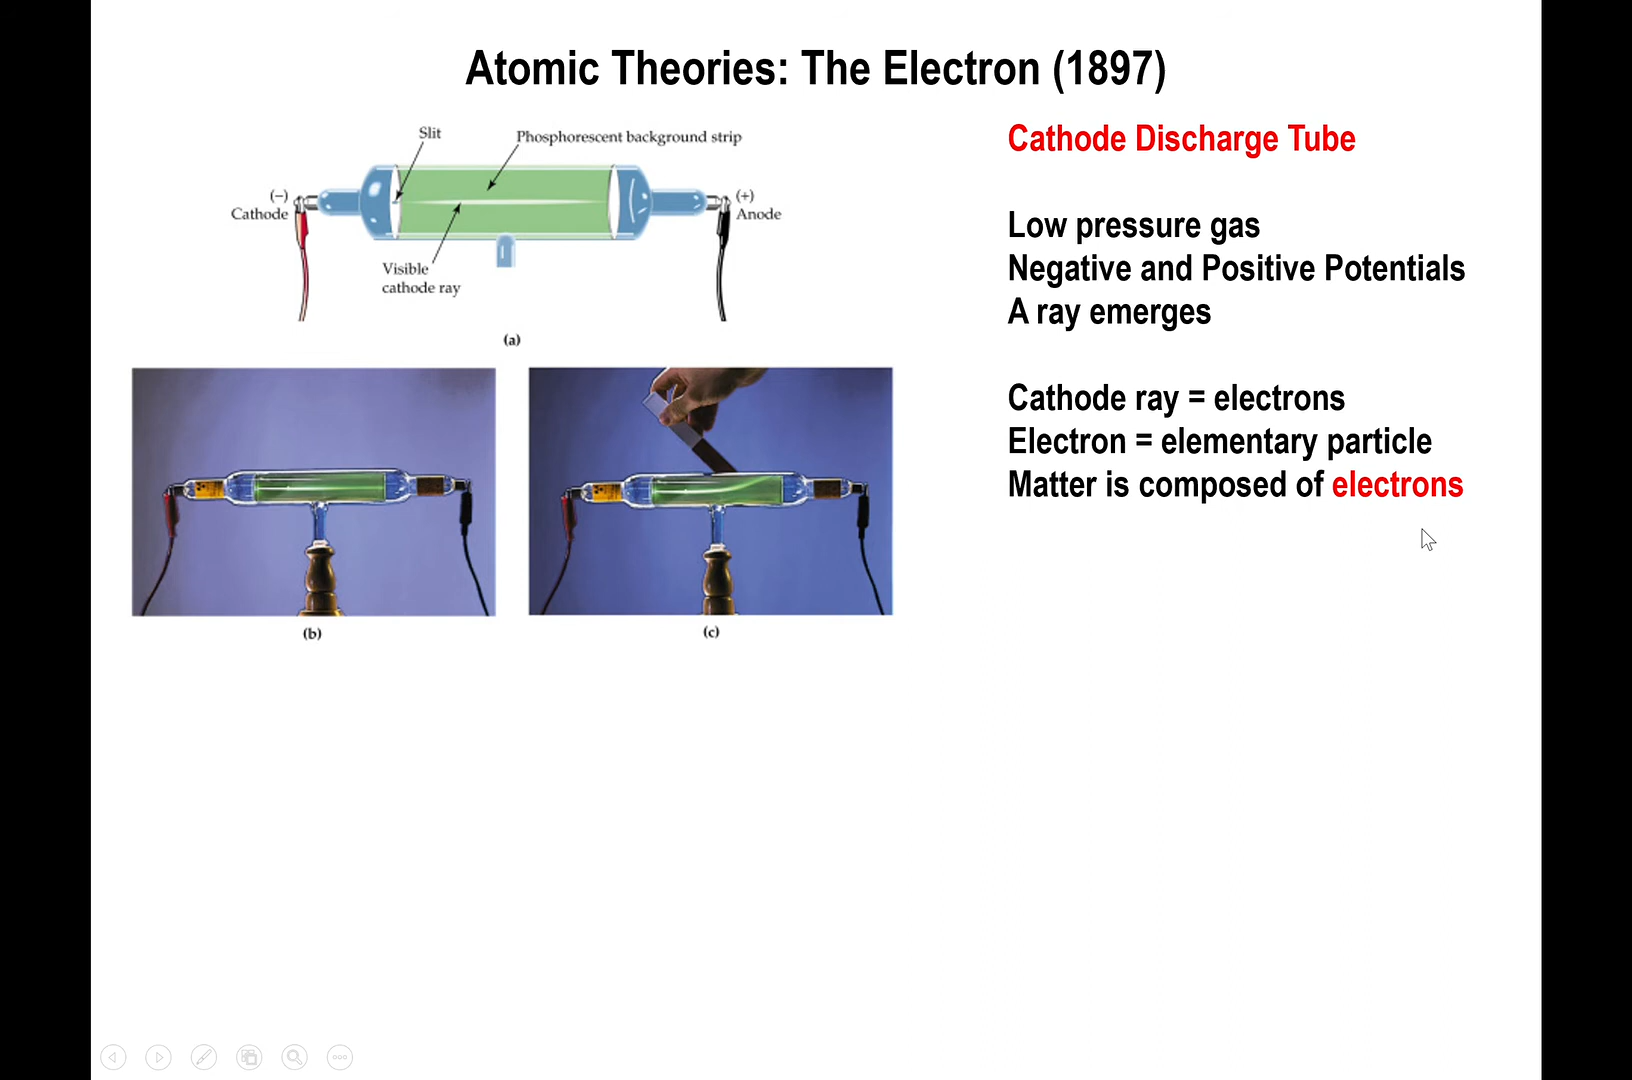 Atomic Theories: The Electron (1897)
Slit
Phosphorescent background strip
(–)
Cathode
(+)
Anode
Visible
cathode ray
(a)
(b)
(c)
Cathode Discharge Tube
Low pressure gas
Negative and Positive Potentials
A ray emerges
Cathode ray = electrons
Electron = elementary particle
Matter is composed of electrons